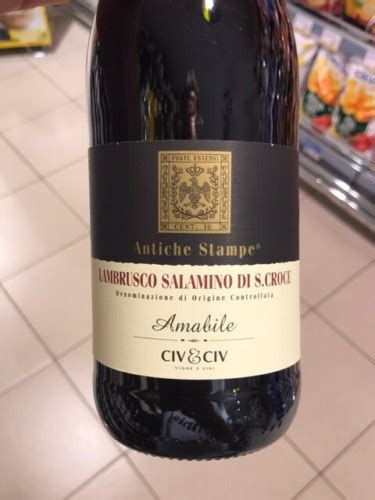 POSTE ESTENSI
CENT. 10
Antiche Stampe®
LAMBRUSCO SALAMINO DI S.CROCE
Denominazione di Origine Controllata
Amabile
CIV&CIV
VIGNE E VINI